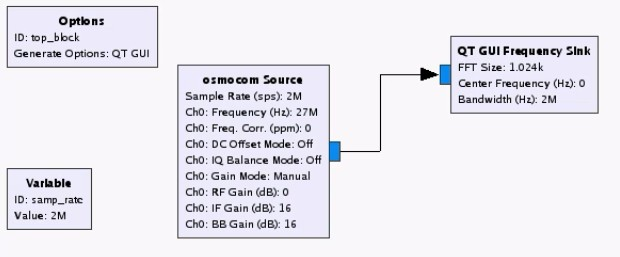 Options
ID: top_block
Generate Options: QT GUI
QT GUI Frequency Sink
FFT Size: 1.024k
Center Frequency (Hz): 0
Bandwidth (Hz): 2M
osmocom Source
Sample Rate (sps): 2M
Ch0: Frequency (Hz): 27M
Ch0: Freq. Corr. (ppm): 0
Ch0: DC Offset Mode: Off
Ch0: IQ Balance Mode: Off
Ch0: Gain Mode: Manual
Ch0: RF Gain (dB): 0
Ch0: IF Gain (dB): 16
Ch0: BB Gain (dB): 16
Variable
ID: samp_rate
Value: 2M